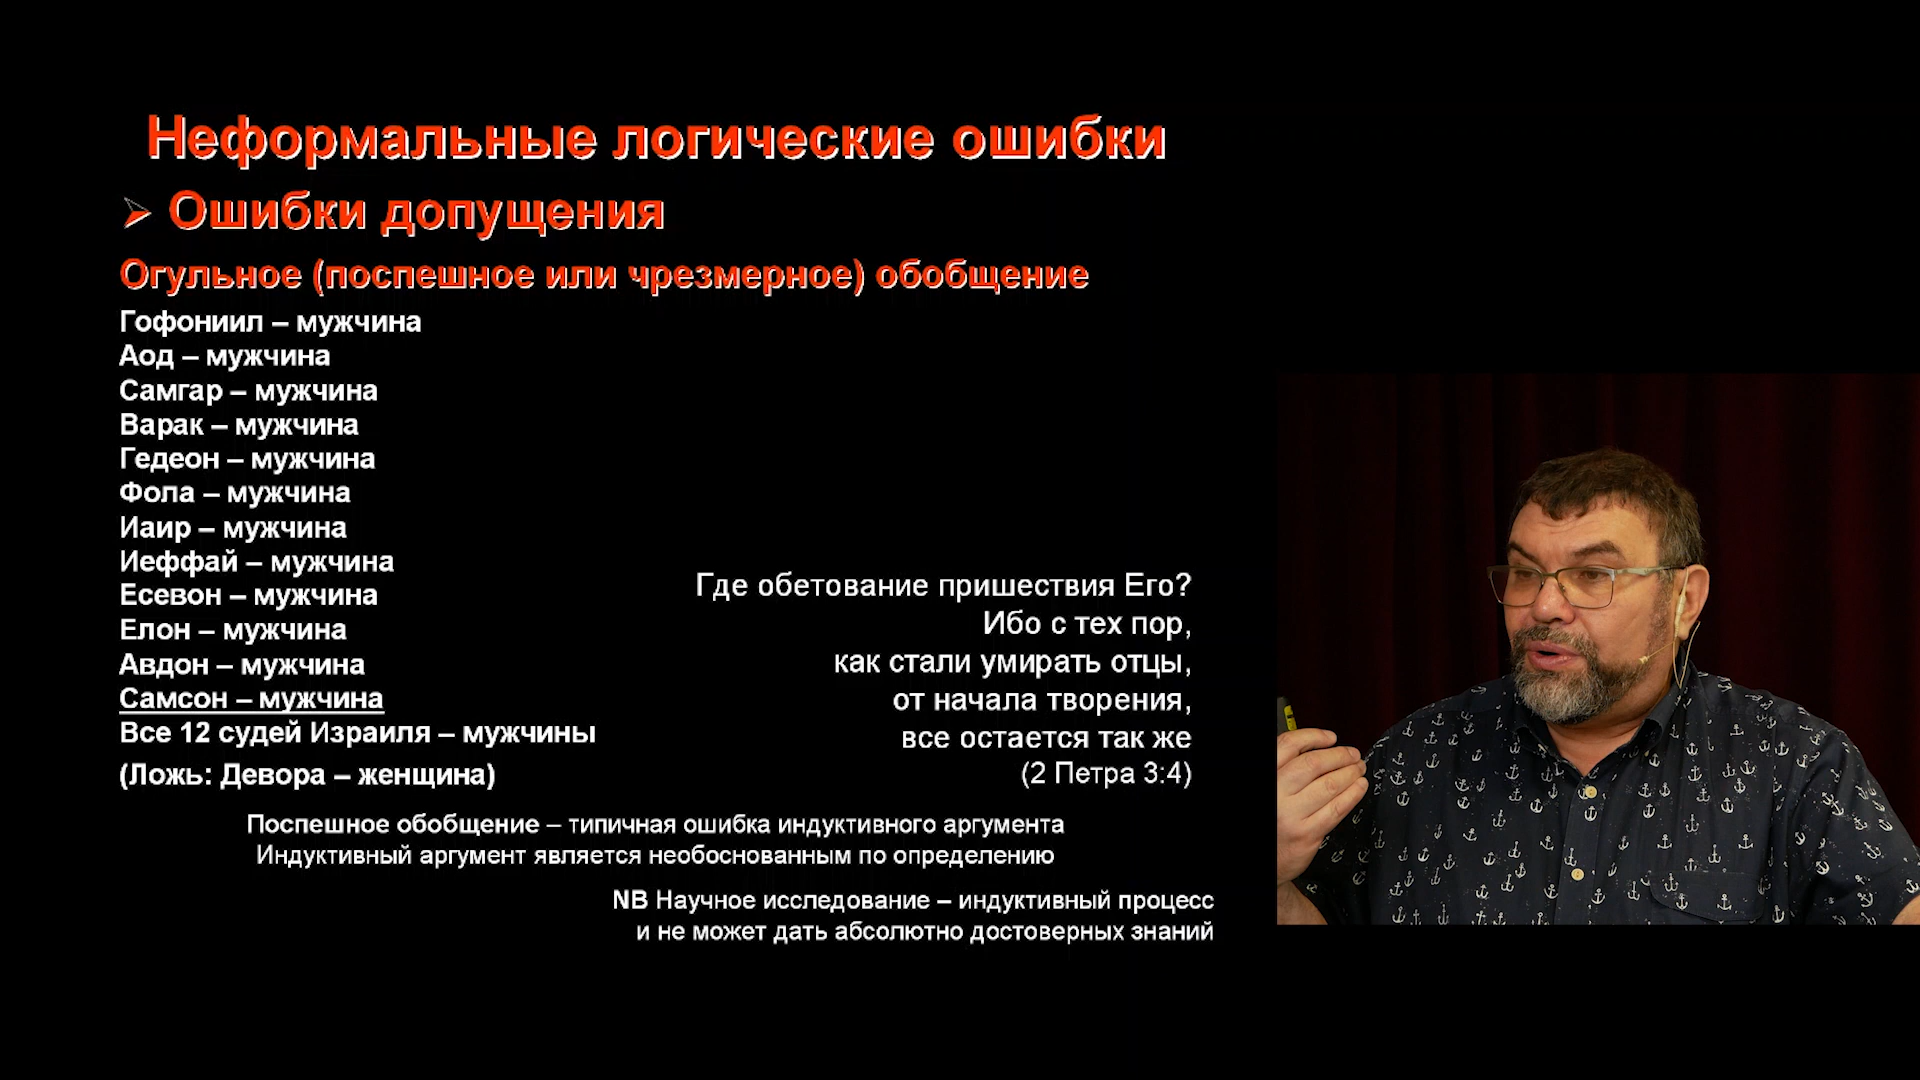 Неформальные логические ошибки
➢ Ошибки допущения
Огульное (поспешное или чрезмерное) обобщение
Гофониил – мужчина
Аод – мужчина
Самгар – мужчина
Варак – мужчина
Гедеон – мужчина
Фола – мужчина
Иаир – мужчина
Иеффай – мужчина
Есевон – мужчина
Елон – мужчина
Авдон – мужчина
Самсон – мужчина
Все 12 судей Израиля – мужчины
(Ложь: Девора – женщина)
Где обетование пришествия Его?
Ибо с тех пор,
как стали умирать отцы,
от начала творения,
все остается так же
(2 Петра 3:4)
Поспешное обобщение – типичная ошибка индуктивного аргумента
Индуктивный аргумент является необоснованным по определению
NB Научное исследование – индуктивный процесс
и не может дать абсолютно достоверных знаний